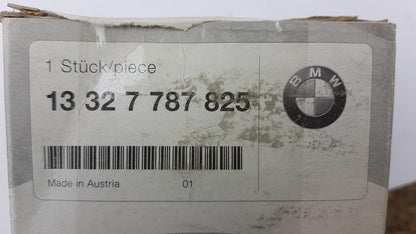 1 Stück/piece
13 32 7 787 825
BMW
Made in Austria 01